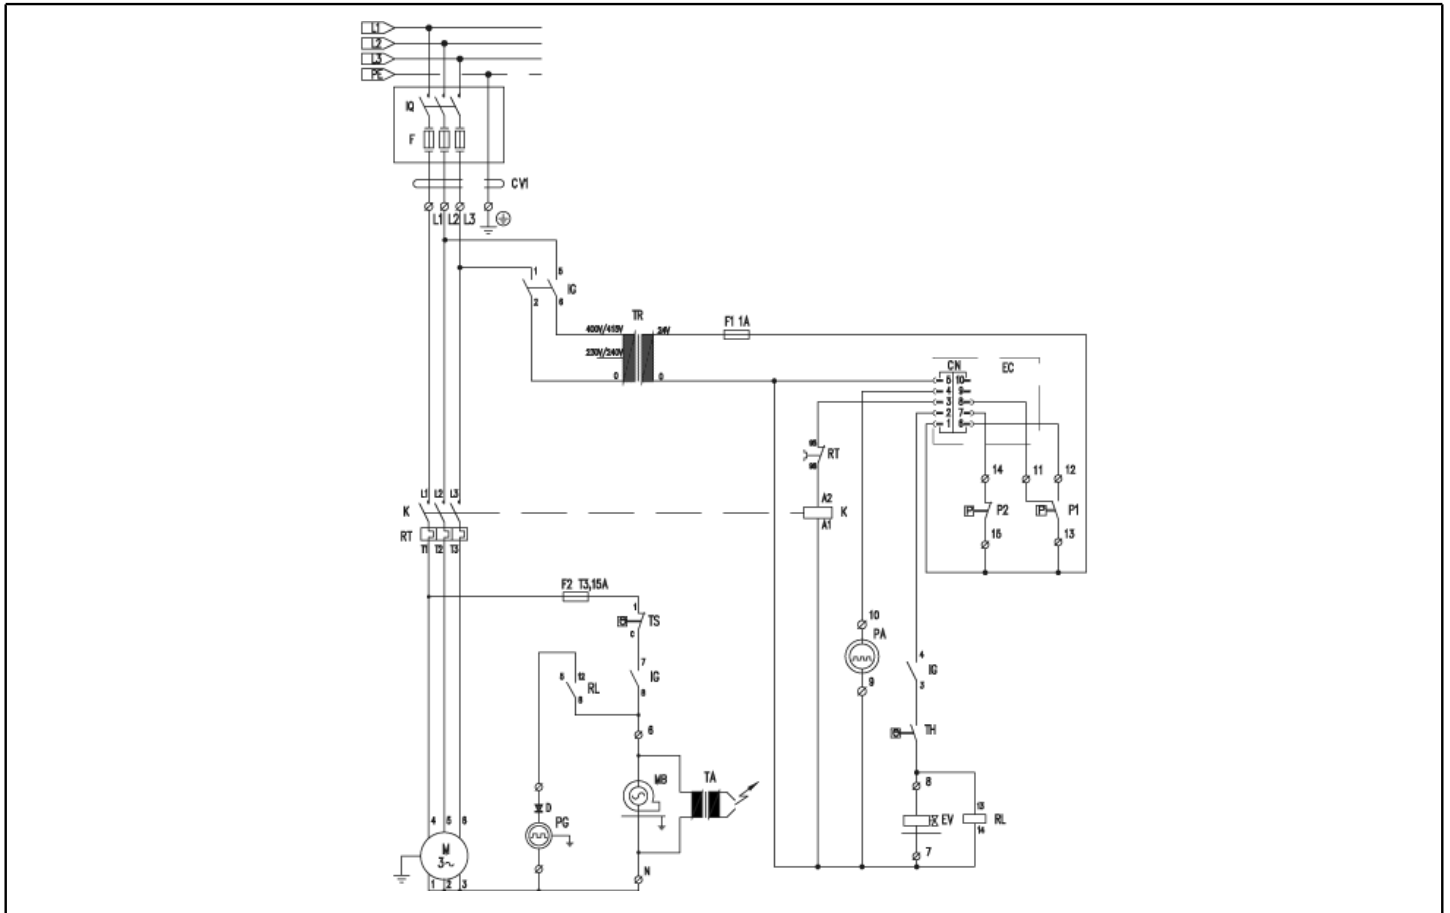 L1
L2
L3
PE
IQ
F
CV1
L1 L2 L3
1 5
IG
2 6
TR
F1 1A
400V/415V 24V
230V/240V
0 0
CN EC
5 10
4 9
3 8
2 7
1 6
95
RT
96
14 11 12
L1 L2 L3
K
A2
K
A1
P P2 P P1
RT
T1 T2 T3
15 13
F2 T3,15A
1
TS
C
10
PA
7
IG
8
5 12
RL
6
4
IG
3
9
6
TH
MB TA
8
D
PG
13
EV RL
14
4 5 6
M
3~
7
N
1 2 3